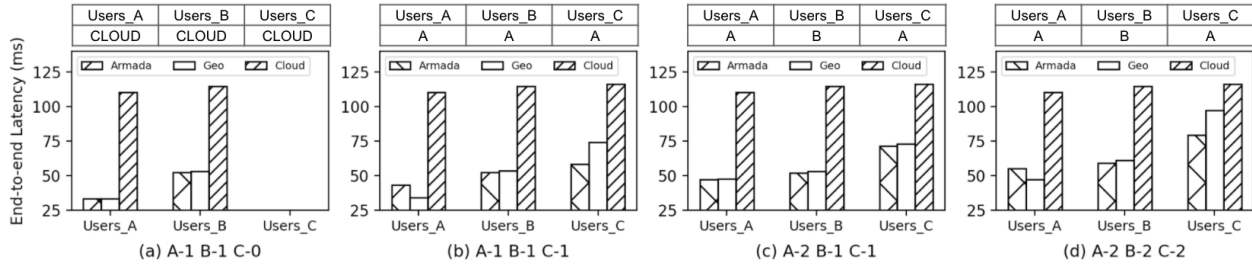 Users_A Users_B Users_C
CLOUD CLOUD CLOUD
End-to-end Latency (ms)
125
100
75
50
25
Armada Geo Cloud
Users_A Users_B Users_C
(a) A-1 B-1 C-0
Users_A Users_B Users_C
A A A
125
100
75
50
25
Armada Geo Cloud
Users_A Users_B Users_C
(b) A-1 B-1 C-1
Users_A Users_B Users_C
A B A
125
100
75
50
25
Armada Geo Cloud
Users_A Users_B Users_C
(c) A-2 B-1 C-1
Users_A Users_B Users_C
A B A
125
100
75
50
25
Armada Geo Cloud
Users_A Users_B Users_C
(d) A-2 B-2 C-2